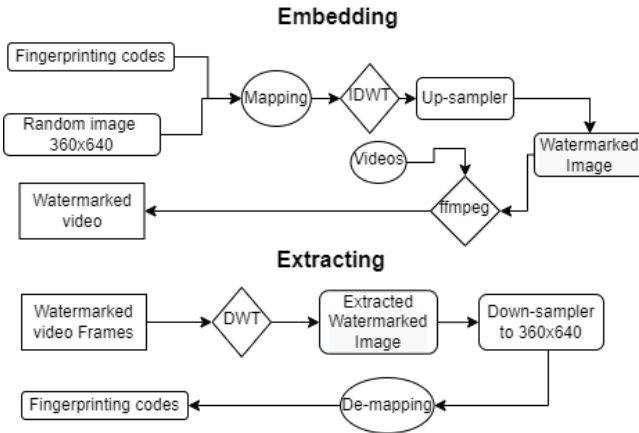 Embedding
Fingerprinting codes
Random image
360x640
Mapping
IDWT
Up-sampler
Watermarked
Image
Videos
ffmpeg
Watermarked
video
Extracting
Watermarked
video Frames
DWT
Extracted
Watermarked
Image
Down-sampler
to 360x640
De-mapping
Fingerprinting codes